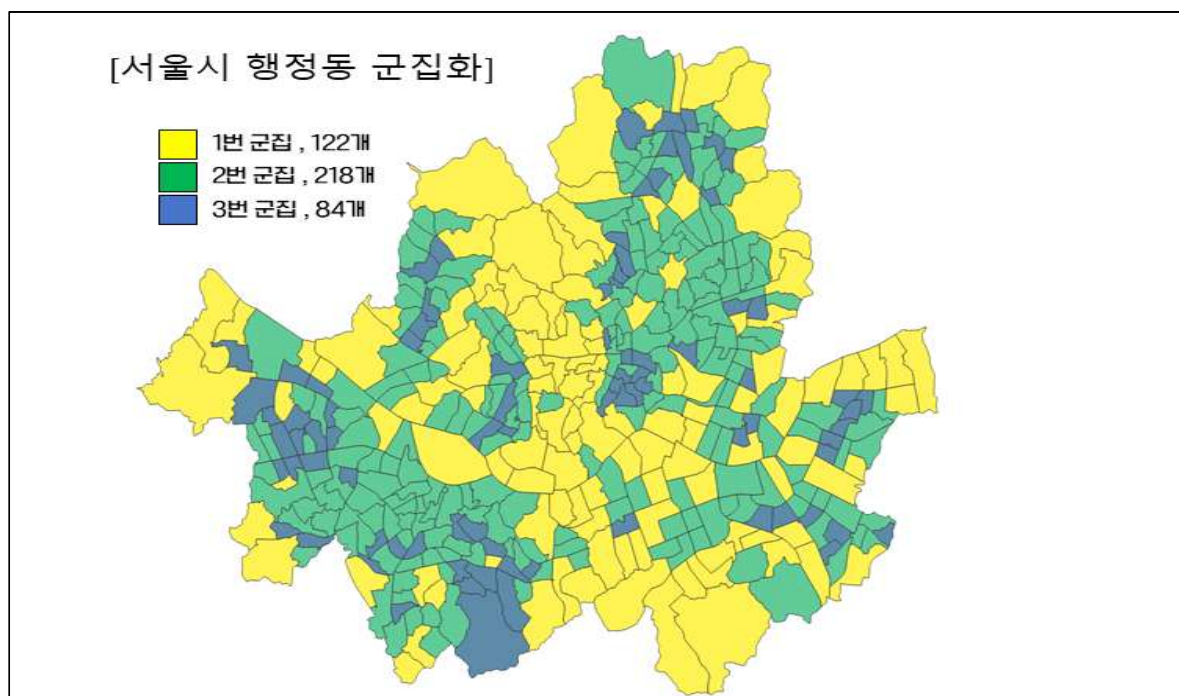 [서울시 행정동 군집화]
1번 군집 , 122개
2번 군집 , 218개
3번 군집 , 84개